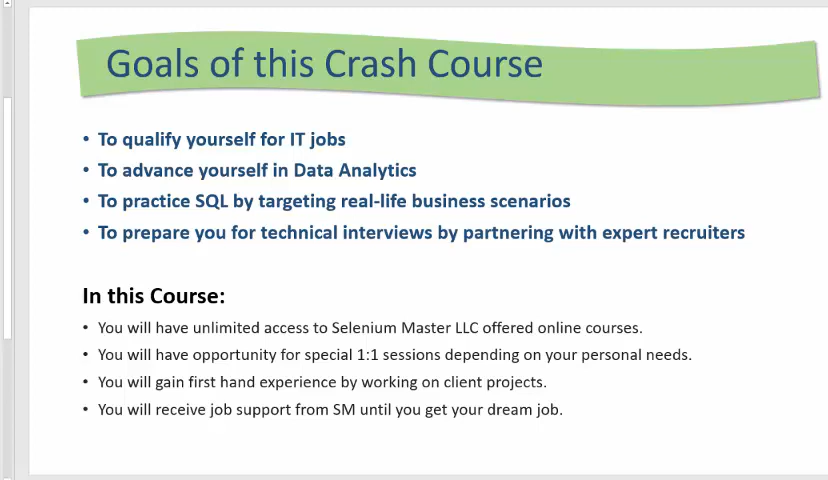 Goals of this Crash Course
• To qualify yourself for IT jobs
• To advance yourself in Data Analytics
• To practice SQL by targeting real-life business scenarios
• To prepare you for technical interviews by partnering with expert recruiters
In this Course:
• You will have unlimited access to Selenium Master LLC offered online courses.
• You will have opportunity for special 1:1 sessions depending on your personal needs.
• You will gain first hand experience by working on client projects.
• You will receive job support from SM until you get your dream job.